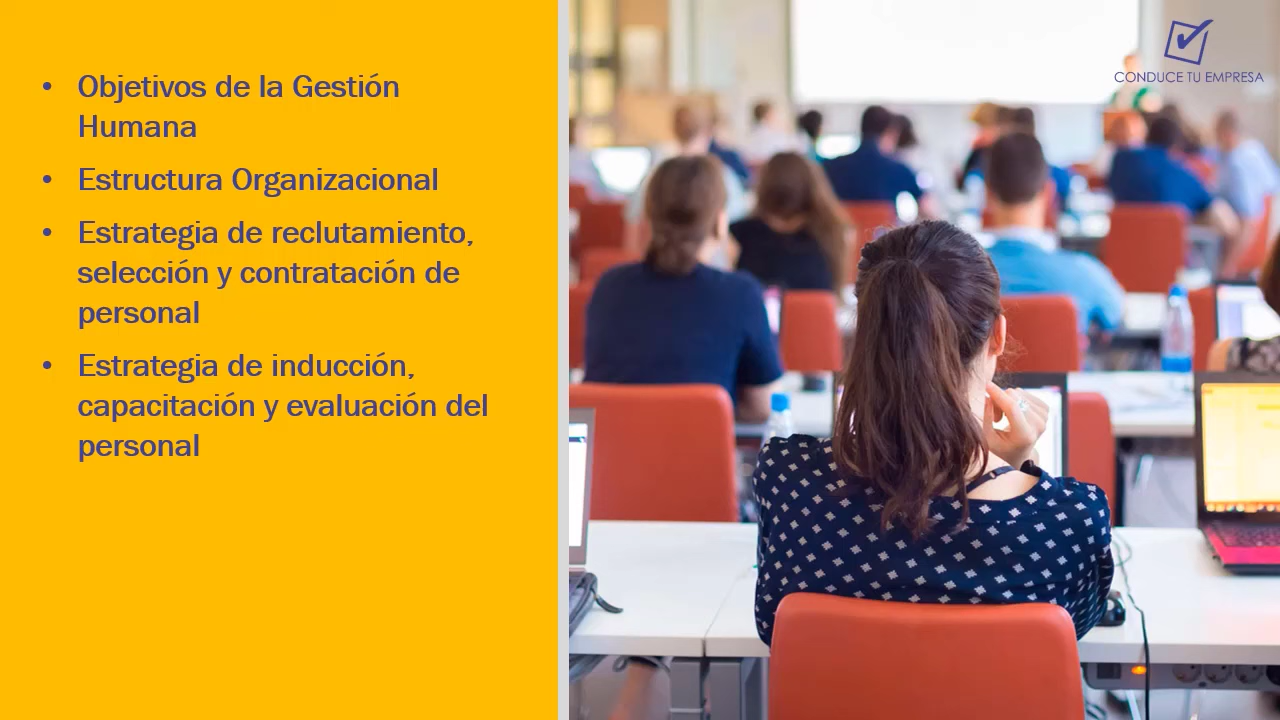 • Objetivos de la Gestión
Humana
• Estructura Organizacional
• Estrategia de reclutamiento,
selección y contratación de
personal
• Estrategia de inducción,
capacitación y evaluación del
personal
CONDUCE TU EMPRESA